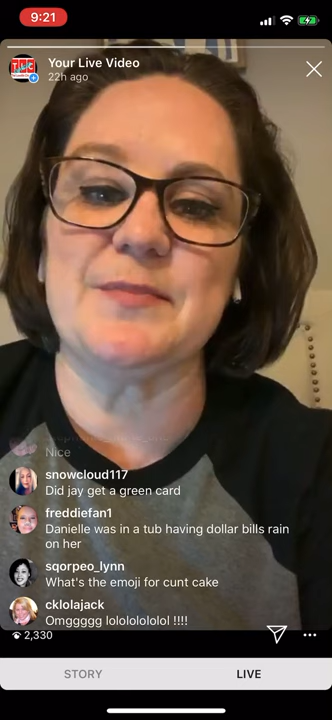 9:21
TLC
Your Live Video
22h ago
Nice
snowcloud117
Did jay get a green card
freddiefan1
Danielle was in a tub having dollar bills rain
on her
sqorpeo_lynn
What's the emoji for cunt cake
cklolajack
Omggggg lolololololol !!!!
2,330
STORY
LIVE